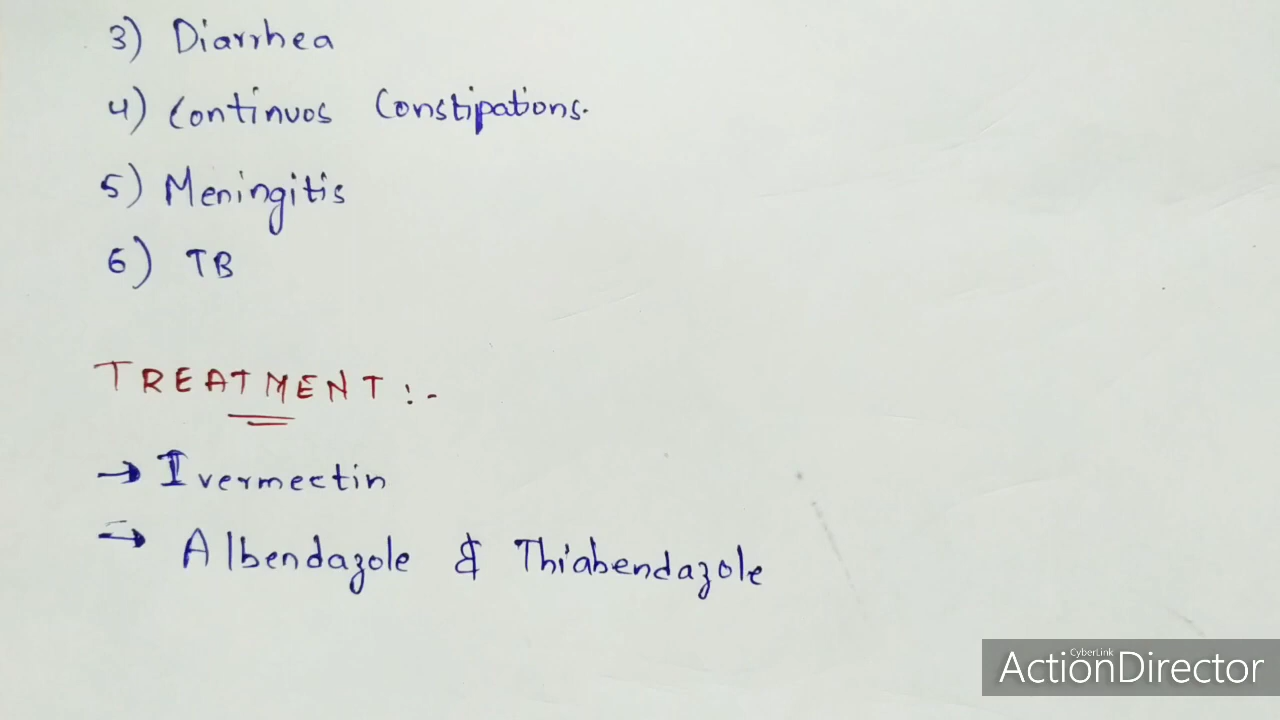 3) Diarrhea
4) Continuos Constipations.
5) Meningitis
6) TB
TREATMENT :-
→ Ivermectin
→ Albendazole & Thiabendazole
CyberLink
ActionDirector